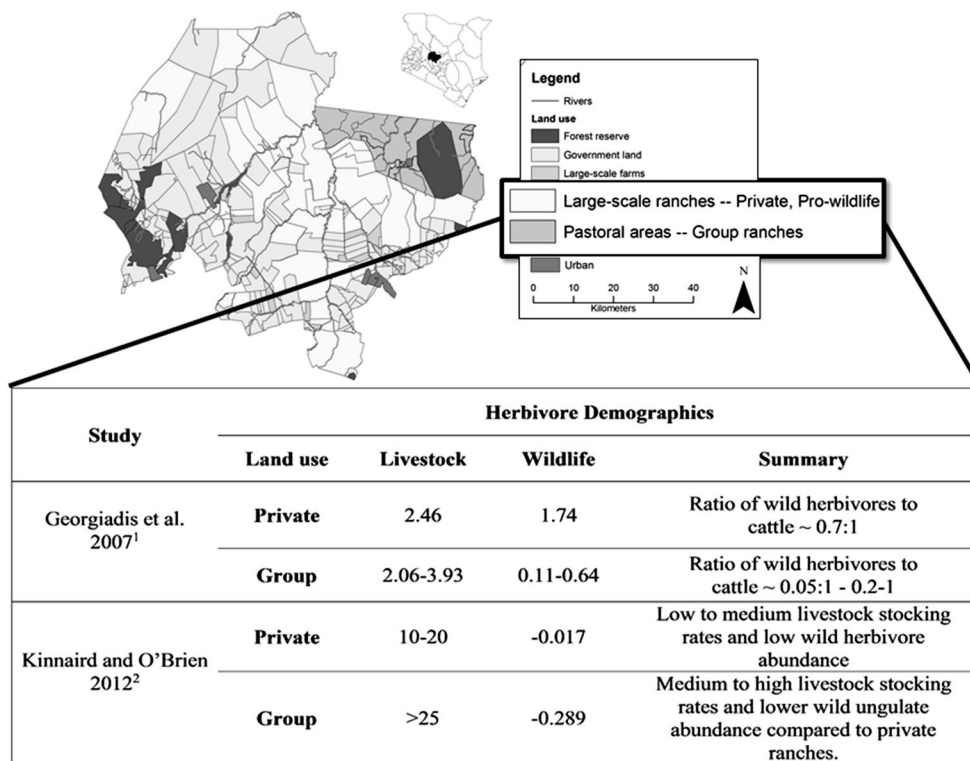 Legend
Rivers
Land use
Forest reserve
Government land
Large-scale farms
Large-scale ranches -- Private, Pro-wildlife
Pastoral areas -- Group ranches
Urban
0 10 20 30 40
Kilometers
N
Study
Herbivore Demographics
Land use Livestock Wildlife Summary
Georgiadis et al.
2007¹
Private 2.46 1.74 Ratio of wild herbivores to
cattle ~ 0.7:1
Group 2.06-3.93 0.11-0.64 Ratio of wild herbivores to
cattle ~ 0.05:1 - 0.2-1
Kinnaird and O’Brien
2012²
Private 10-20 -0.017 Low to medium livestock stocking
rates and low wild herbivore
abundance
Group >25 -0.289 Medium to high livestock stocking
rates and lower wild ungulate
abundance compared to private
ranches.